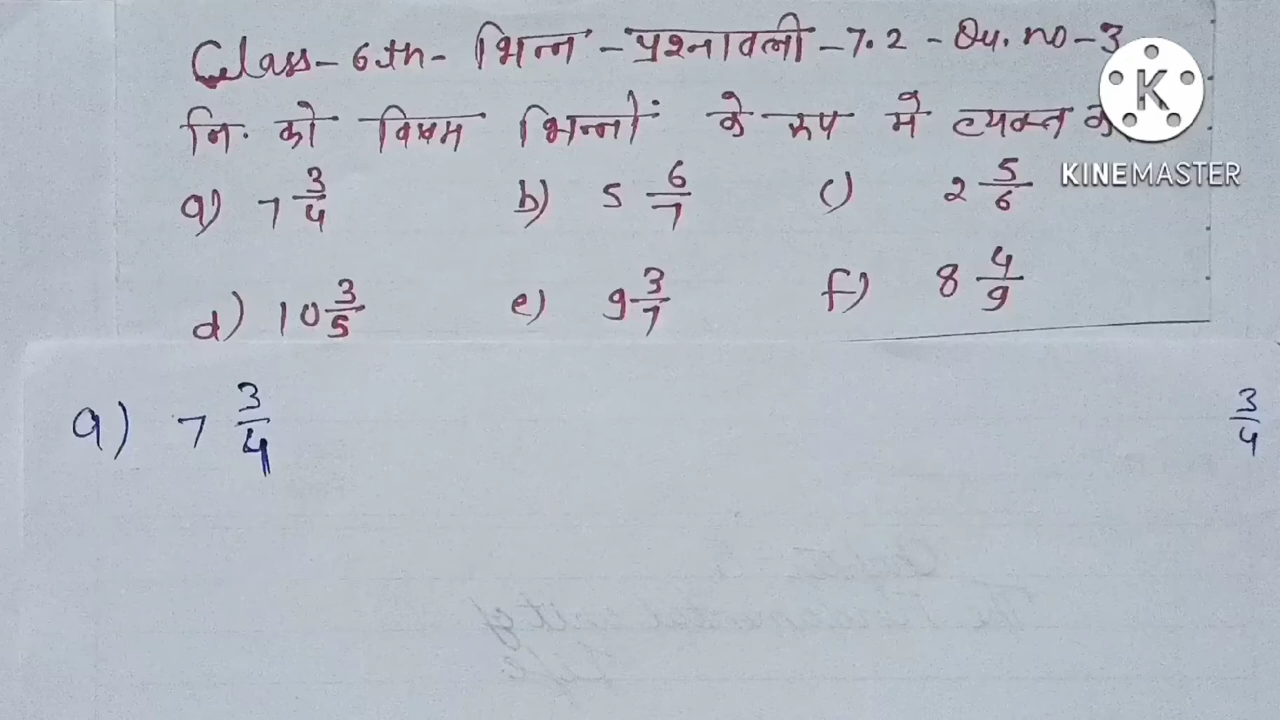 Class - 6th - भिन्न - प्रश्नावली - 7.2 - Qu. no - 3
नि. को विषम भिन्नों के रूप मे व्यक्त
a) 7 3/4 b) 5 6/7 c) 2 5/6
d) 10 3/5 e) 9 3/7 f) 8 4/9
K
KINEMASTER
a) 7 3/4 3/4